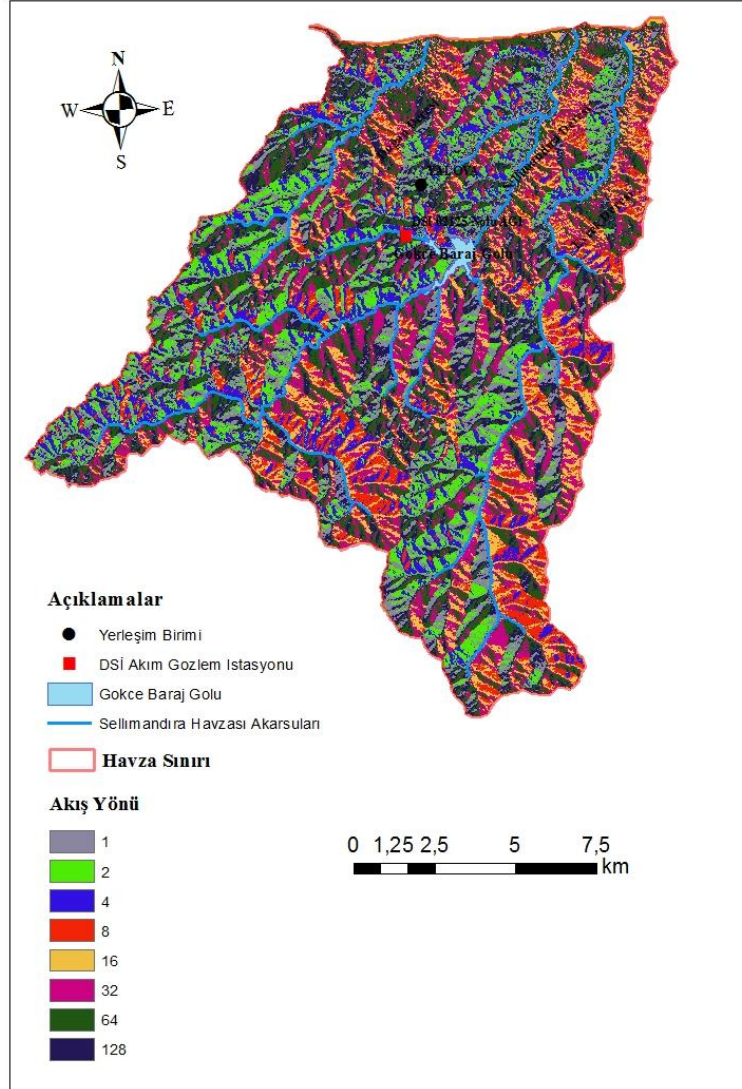 N
W E
S
YALOVA
Gökçe Baraj Golu
Açıklamalar
Yerleşim Birimi
DSİ Akım Gozlem Istasyonu
Gokce Baraj Golu
Sellimandıra Havzası Akarsuları
Havza Sınırı
Akış Yönü
1
2
4
8
16
32
64
128
0 1,25 2,5 5 7,5
km